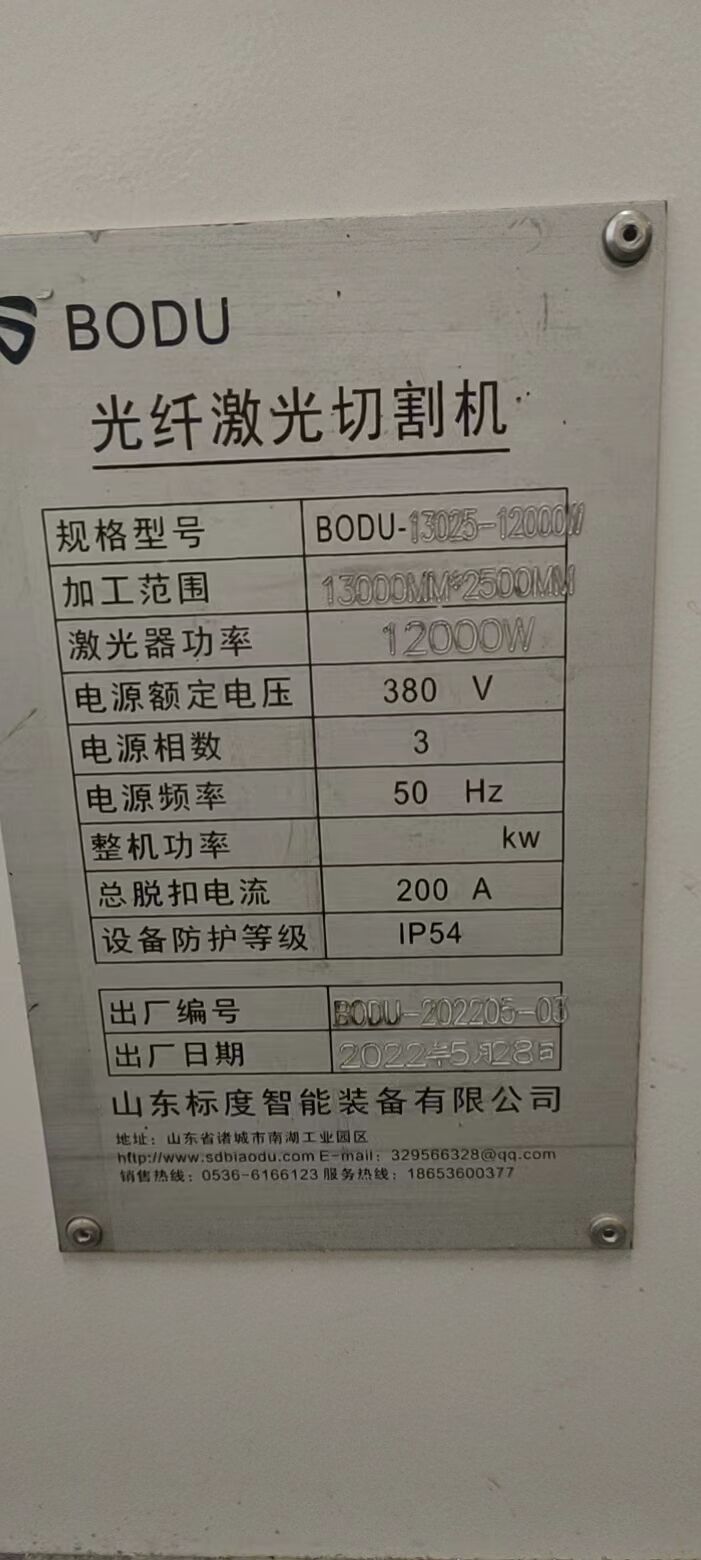 BODU
光纤激光切割机
规格型号 BODU-13025-12000W
加工范围 13000MM*2500MM
激光器功率 12000W
电源额定电压 380 V
电源相数 3
电源频率 50 Hz
整机功率 kw
总脱扣电流 200 A
设备防护等级 IP54
出厂编号 BODU-202205-03
出厂日期 2022年5月28日
山东标度智能装备有限公司
地址：山东省诸城市南湖工业园区
http://www.sdbiaodu.com E-mail：329566328@qq.com
销售热线：0536-6166123 服务热线：18653600377